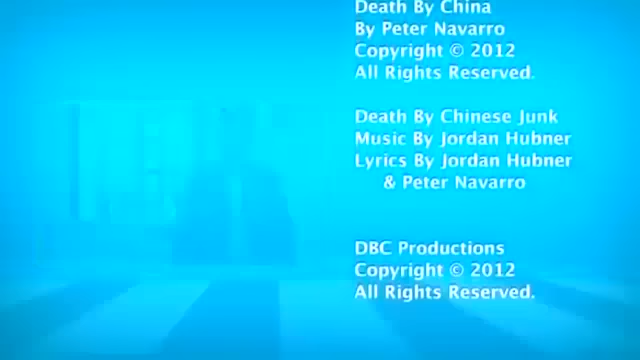 Death By China
By Peter Navarro
Copyright © 2012
All Rights Reserved.
Death By Chinese Junk
Music By Jordan Hubner
Lyrics By Jordan Hubner
& Peter Navarro
DBC Productions
Copyright © 2012
All Rights Reserved.